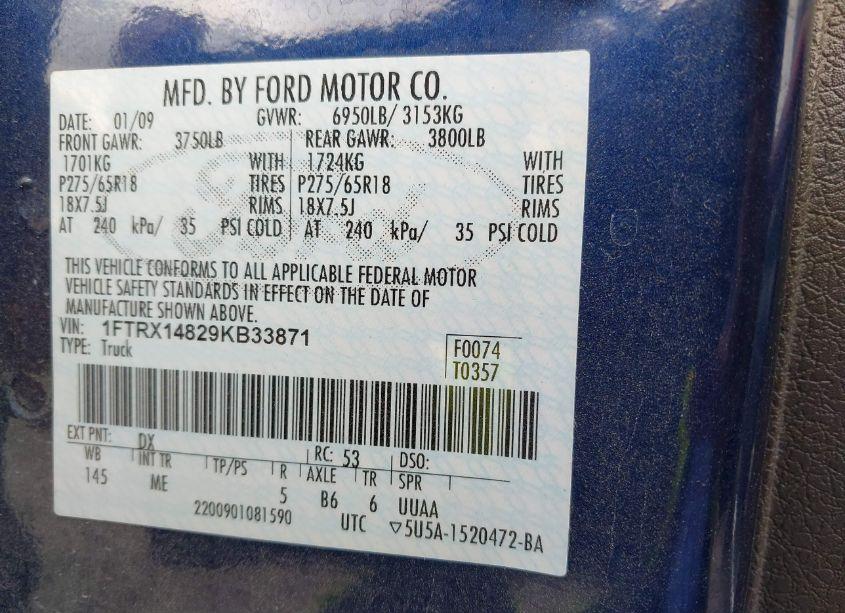 MFD. BY FORD MOTOR CO.
DATE: 01/09 GVWR: 6950LB/ 3153KG
FRONT GAWR: 3750LB REAR GAWR: 3800LB
1701KG WITH 1724KG WITH
P275/65R18 TIRES P275/65R18 TIRES
18X7.5J RIMS 18X7.5J RIMS
AT 240 kPa/ 35 PSI COLD AT 240 kPa/ 35 PSI COLD
Ford
THIS VEHICLE CONFORMS TO ALL APPLICABLE FEDERAL MOTOR
VEHICLE SAFETY STANDARDS IN EFFECT ON THE DATE OF
MANUFACTURE SHOWN ABOVE.
VIN: 1FTRX14829KB33871
TYPE: Truck
F0074
T0357
EXT PNT: DX RC: 53 DSO:
WB INT TR TP/PS R AXLE TR SPR
145 ME 5 B6 6 UUAA
2200901081590 UTC ▽5U5A-1520472-BA